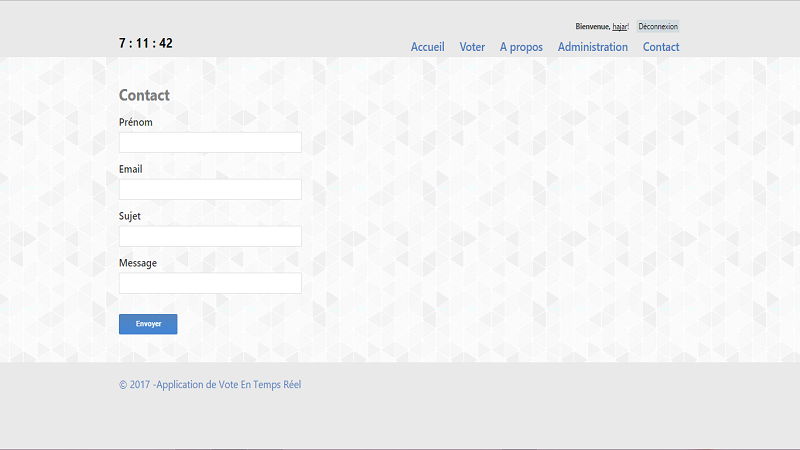 Bienvenue, hajar! Déconnexion
7 : 11 : 42
Accueil Voter A propos Administration Contact
Contact
Prénom
Email
Sujet
Message
Envoyer
© 2017 -Application de Vote En Temps Réel